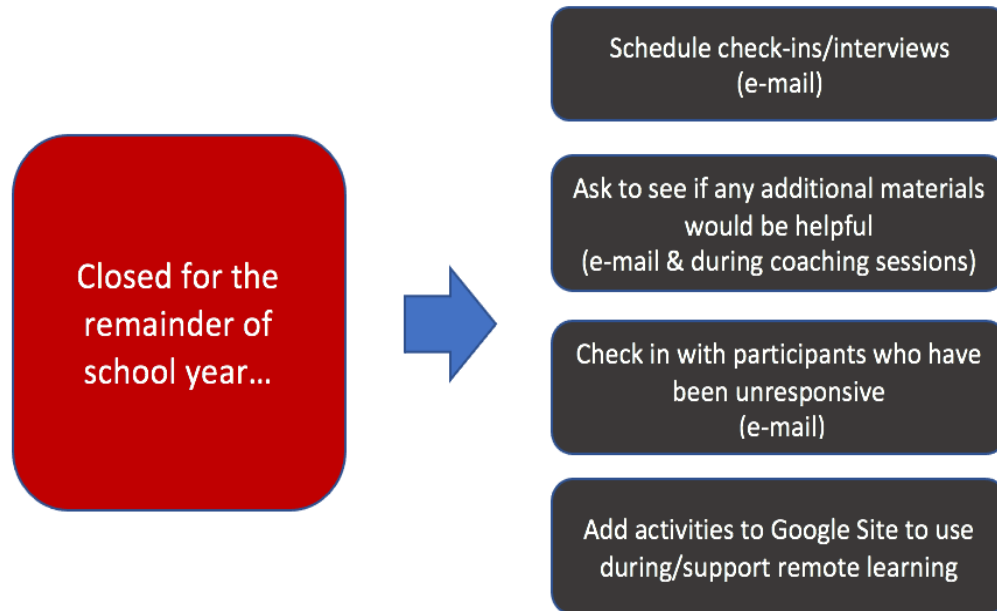 Closed for the
remainder of
school year…
Schedule check-ins/interviews
(e-mail)
Ask to see if any additional materials
would be helpful
(e-mail & during coaching sessions)
Check in with participants who have
been unresponsive
(e-mail)
Add activities to Google Site to use
during/support remote learning